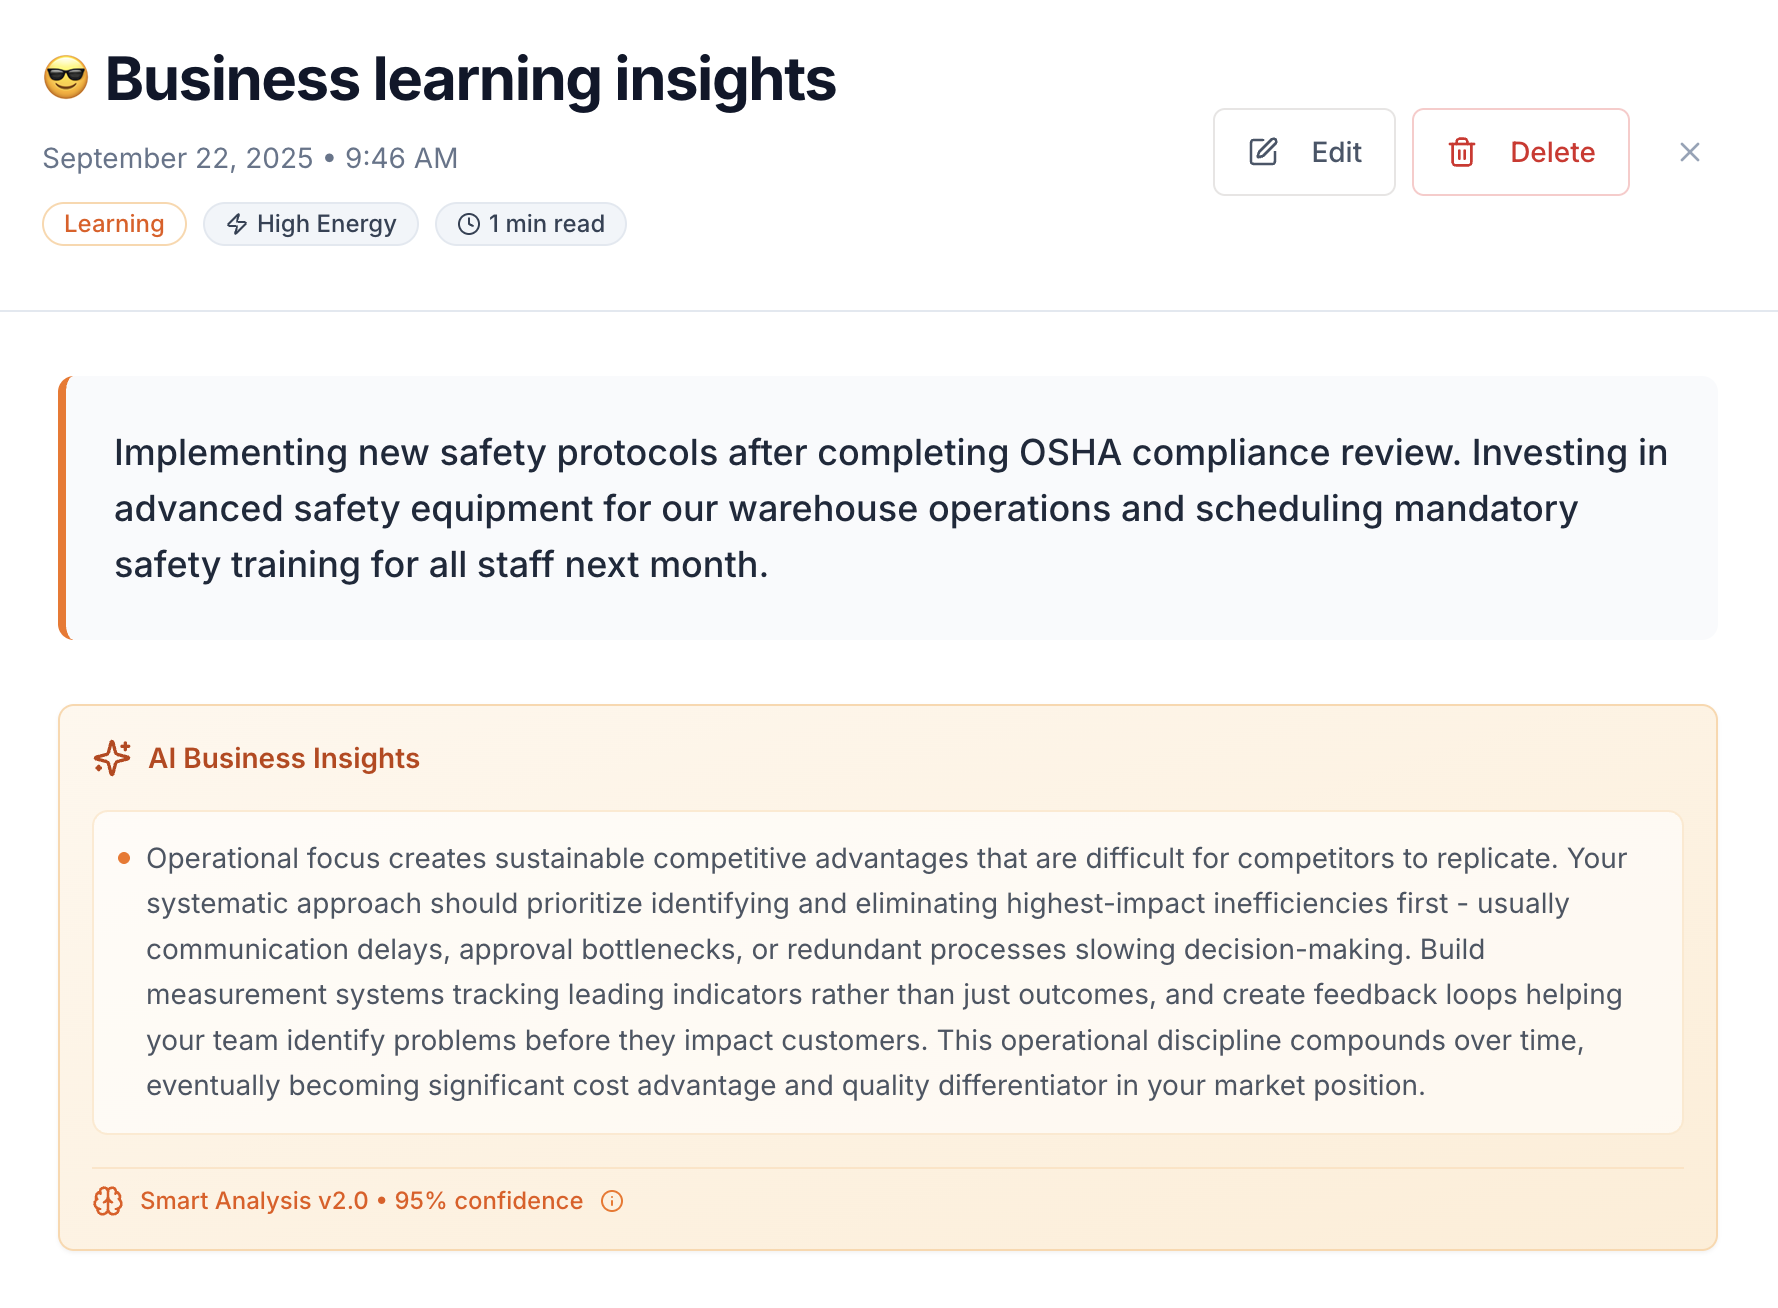 😎 Business learning insights
September 22, 2025 • 9:46 AM
Edit
Delete
Learning
High Energy
1 min read
Implementing new safety protocols after completing OSHA compliance review. Investing in
advanced safety equipment for our warehouse operations and scheduling mandatory
safety training for all staff next month.
AI Business Insights
Operational focus creates sustainable competitive advantages that are difficult for competitors to replicate. Your
systematic approach should prioritize identifying and eliminating highest-impact inefficiencies first - usually
communication delays, approval bottlenecks, or redundant processes slowing decision-making. Build
measurement systems tracking leading indicators rather than just outcomes, and create feedback loops helping
your team identify problems before they impact customers. This operational discipline compounds over time,
eventually becoming significant cost advantage and quality differentiator in your market position.
Smart Analysis v2.0 • 95% confidence